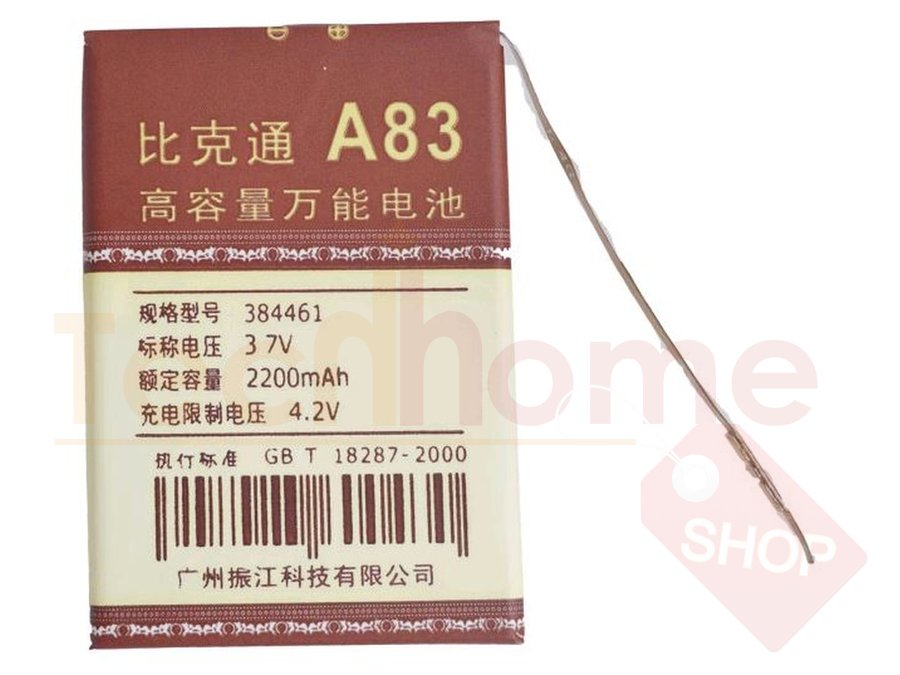 ⊖ ⊕
比克通 A83
高容量万能电池
规格型号 384461
标称电压 3.7V
额定容量 2200mAh
充电限制电压 4.2V
执行标准 GB T 18287-2000
广州振江科技有限公司
Techhome
SHOP